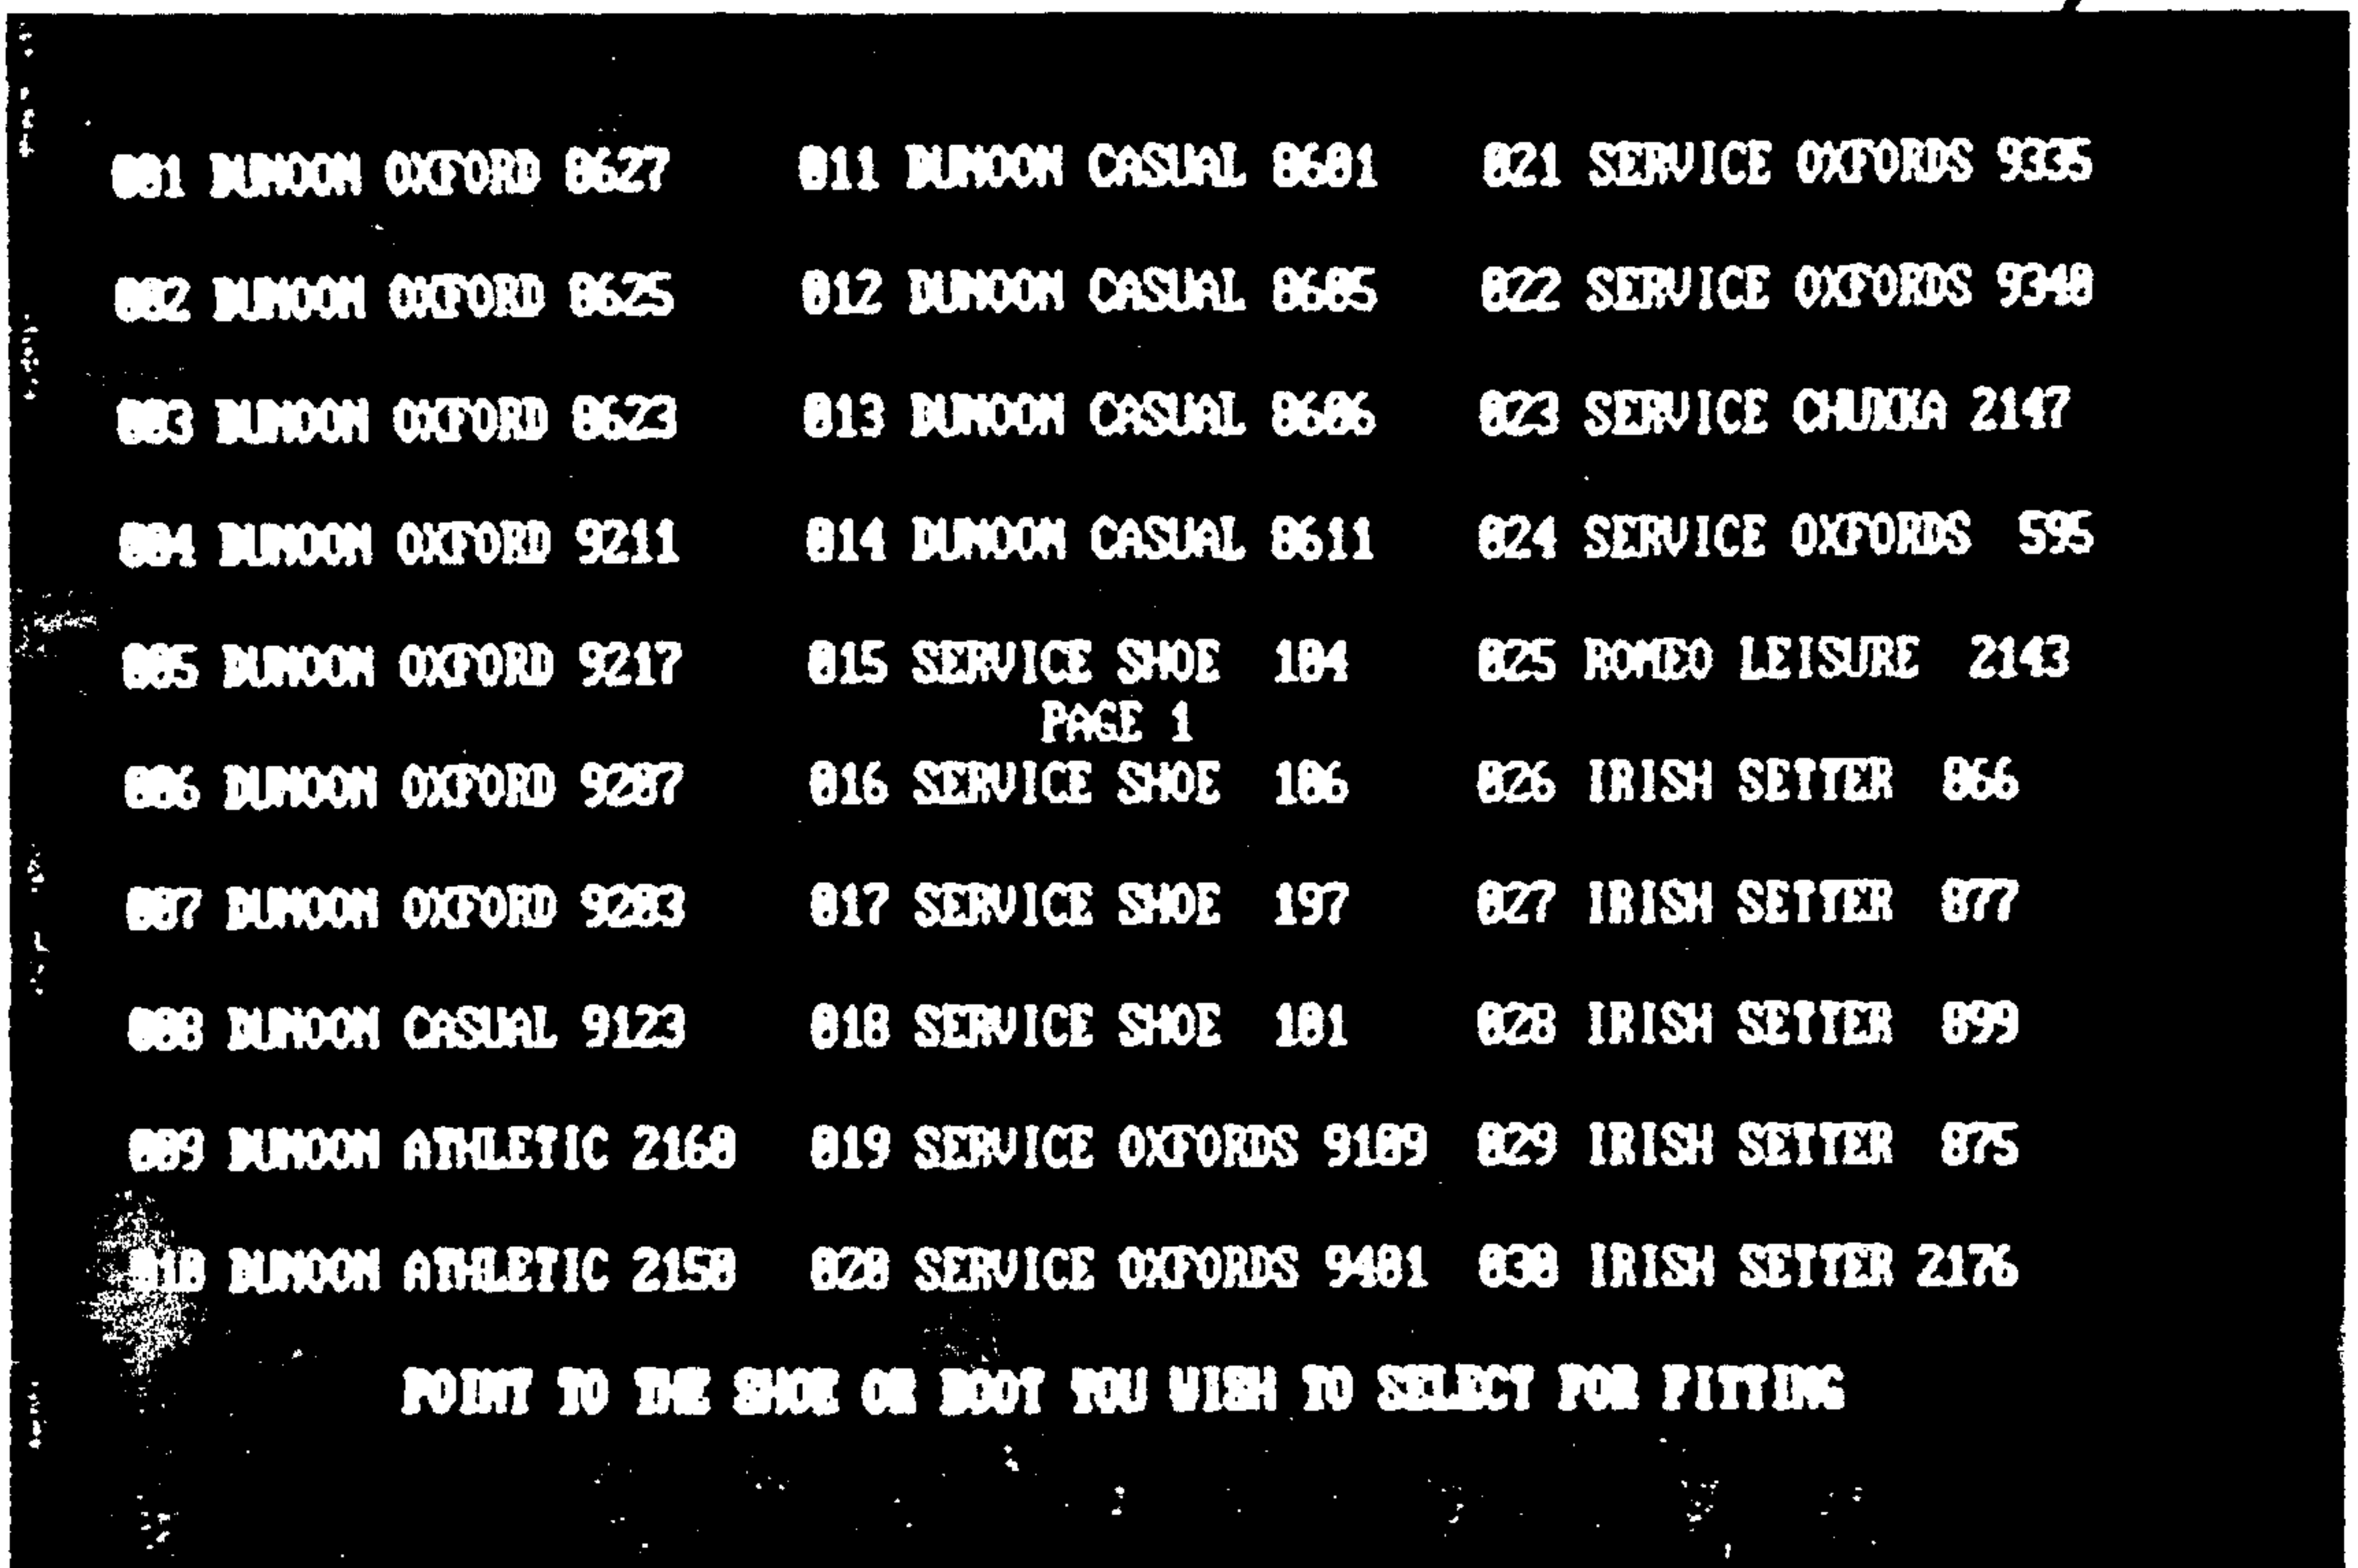 001 DUNOON OXFORD 8627 011 DUNOON CASUAL 8601 021 SERVICE OXFORDS 9335
002 DUNOON OXFORD 8625 012 DUNOON CASUAL 8605 022 SERVICE OXFORDS 9340
003 DUNOON OXFORD 8623 013 DUNOON CASUAL 8606 023 SERVICE CHUKKA 2147
004 DUNOON OXFORD 9211 014 DUNOON CASUAL 8611 024 SERVICE OXFORDS 595
005 DUNOON OXFORD 9217 015 SERVICE SHOE 104 025 ROMEO LEISURE 2143
PAGE 1
006 DUNOON OXFORD 9207 016 SERVICE SHOE 106 026 IRISH SETTER 866
007 DUNOON OXFORD 9203 017 SERVICE SHOE 197 027 IRISH SETTER 877
008 DUNOON CASUAL 9123 018 SERVICE SHOE 101 028 IRISH SETTER 899
009 DUNOON ATHLETIC 2160 019 SERVICE OXFORDS 9109 029 IRISH SETTER 875
010 DUNOON ATHLETIC 2150 020 SERVICE OXFORDS 9401 030 IRISH SETTER 2176
POINT TO THE SHOE OR BOOT YOU WISH TO SELECT FOR FITTING